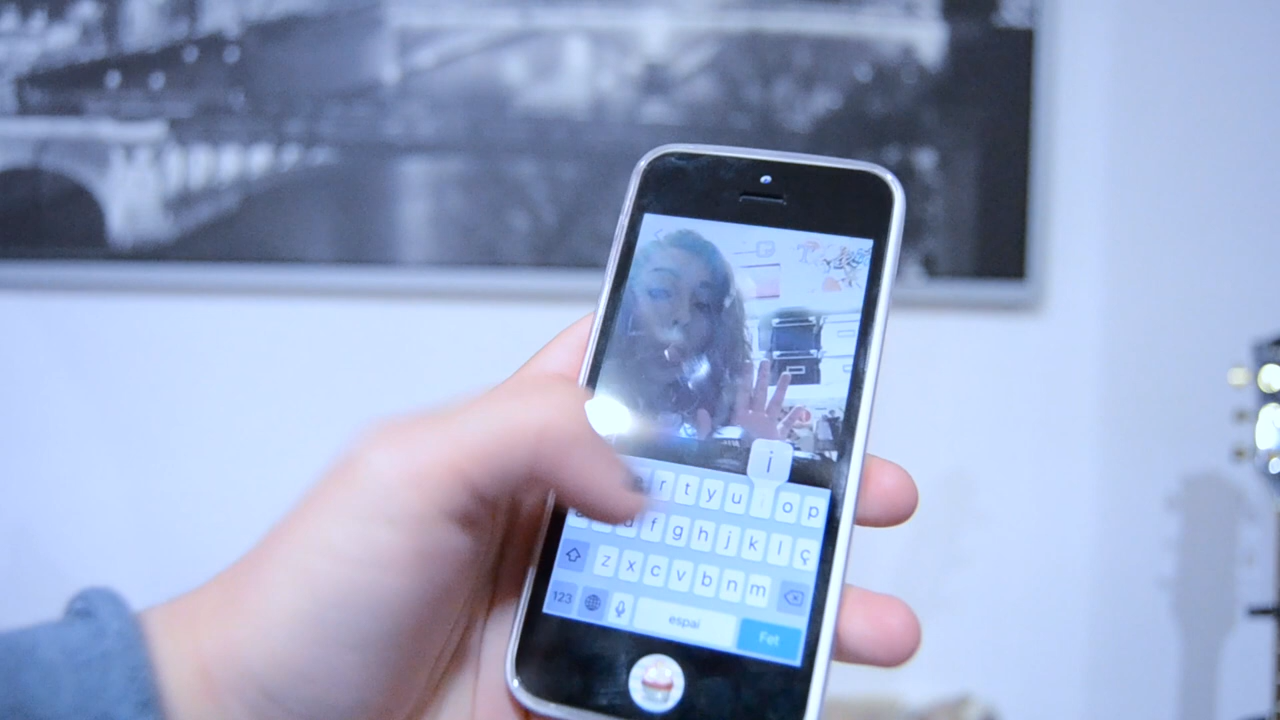 i
r t y u o p
d f g h j k l ç
z x c v b n m
123 espai Fet